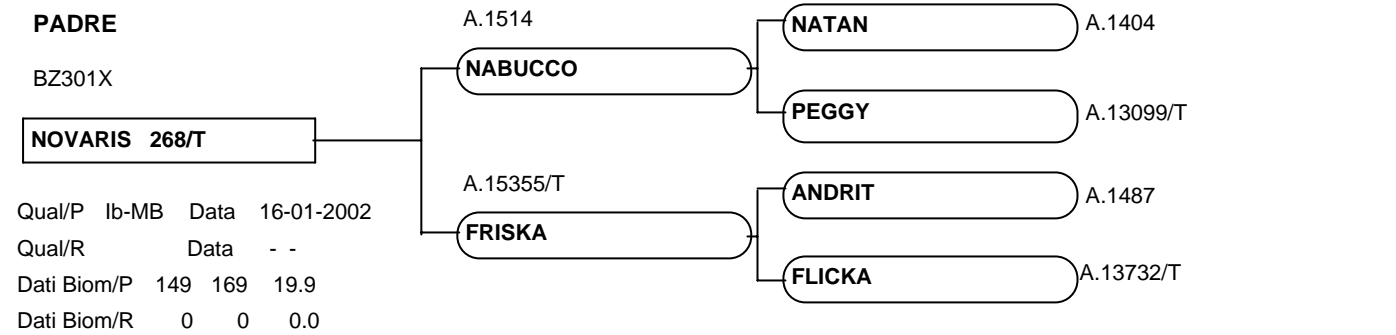 PADRE
BZ301X
NOVARIS 268/T
Qual/P Ib-MB Data 16-01-2002
Qual/R Data - -
Dati Biom/P 149 169 19.9
Dati Biom/R 0 0 0.0
A.1514
NABUCCO
A.15355/T
FRISKA
NATAN A.1404
PEGGY A.13099/T
ANDRIT A.1487
FLICKA A.13732/T